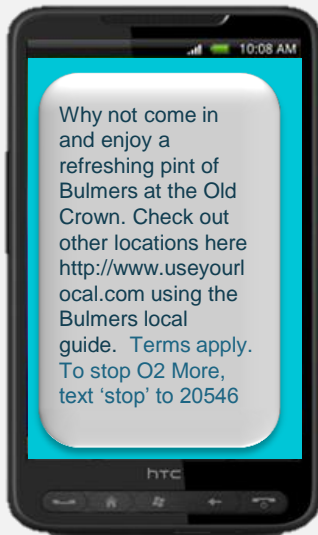 10:08 AM
Why not come in
and enjoy a
refreshing pint of
Bulmers at the Old
Crown. Check out
other locations here
http://www.useyourl
ocal.com using the
Bulmers local
guide.  Terms apply.
To stop O2 More,
text ‘stop’ to 20546
hTC